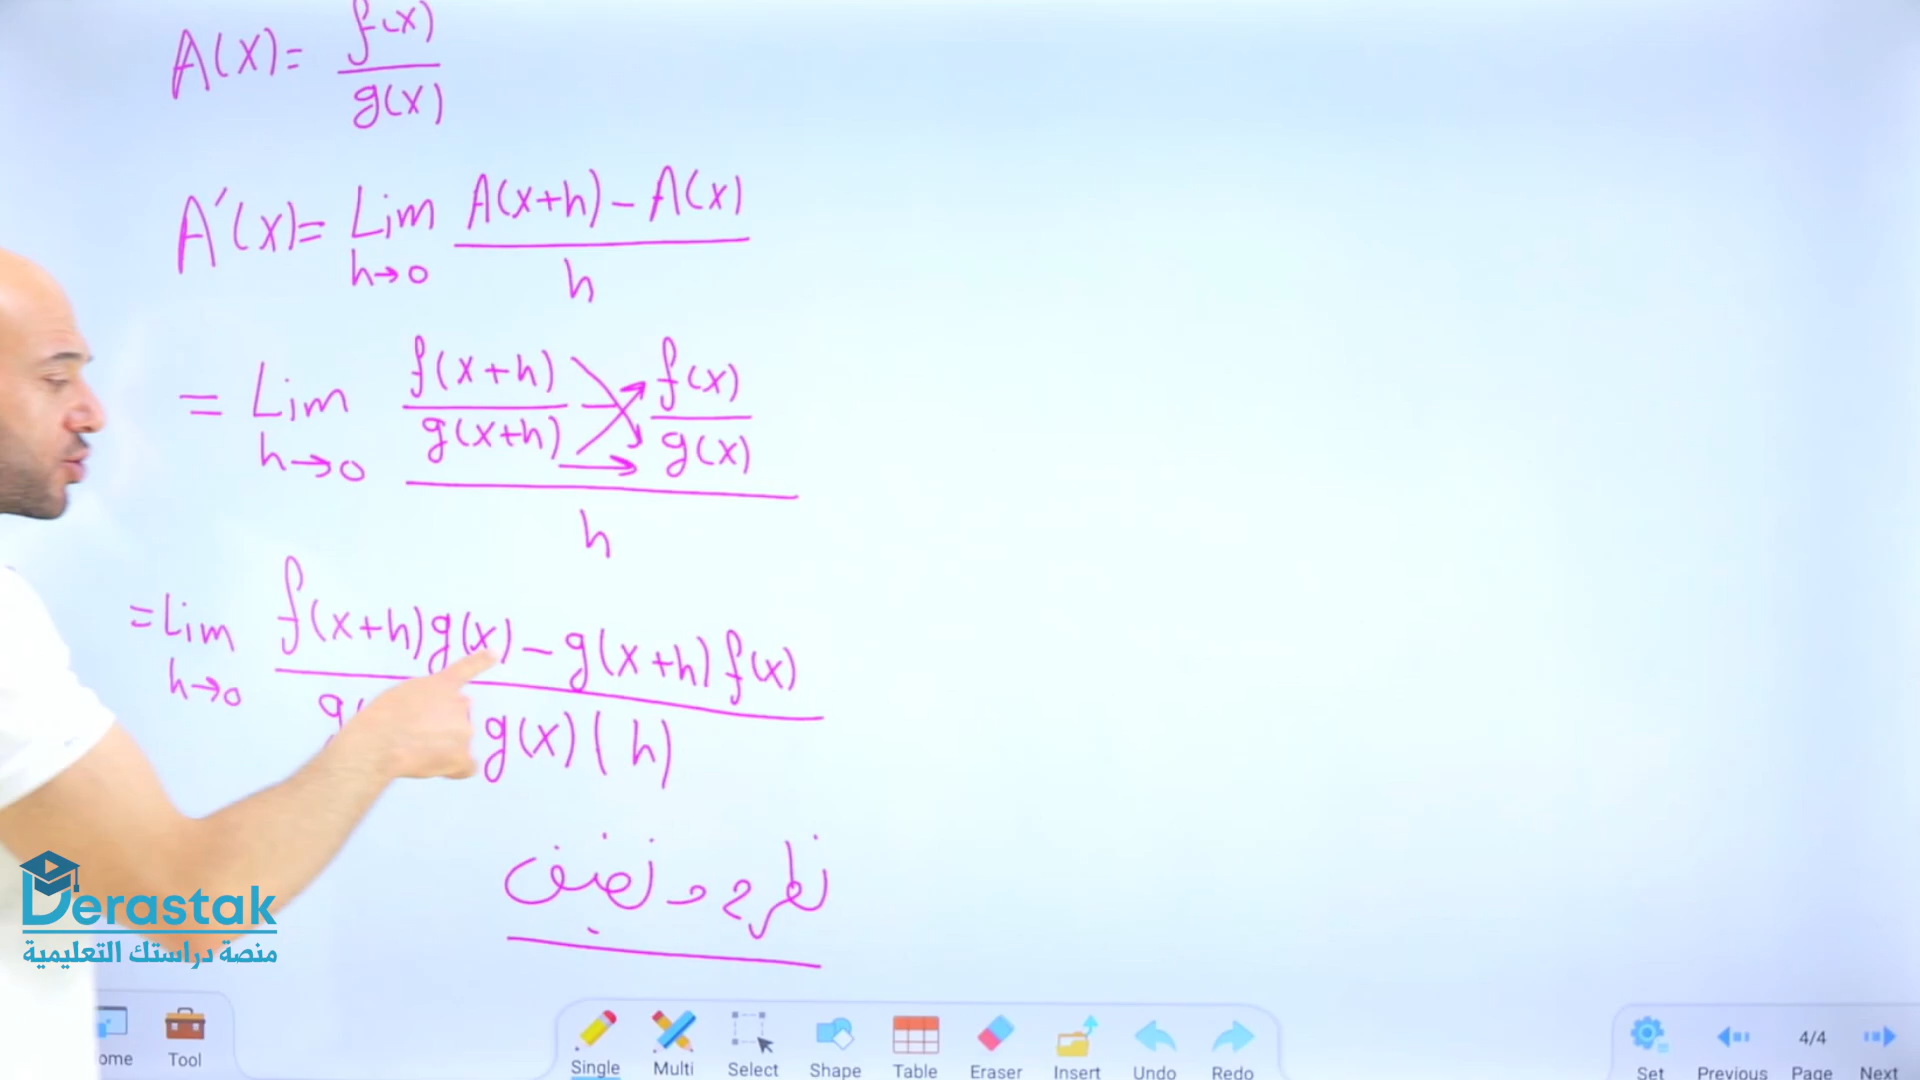 A(x) = f(x) / g(x)
A′(x) = Lim h→0 A(x+h) − A(x) / h
= Lim h→0 f(x+h) / g(x+h) − f(x) / g(x) / h
= Lim h→0 f(x+h) g(x) − g(x+h) f(x) / g( g(x) (h)
نطرح و نضيف
Derastak
منصة دراستك التعليمية
ome Tool
Single Multi Select Shape Table Eraser Insert Undo Redo
4/4
Set Previous Page Next